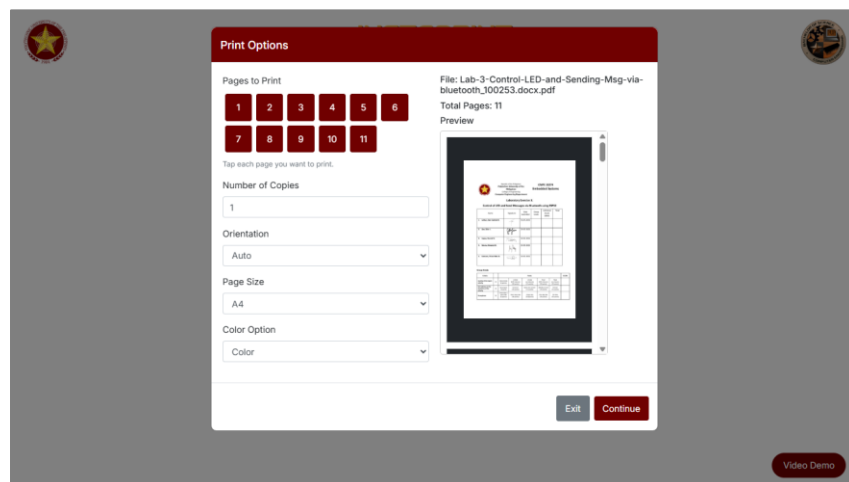 Print Options
Pages to Print
1 2 3 4 5 6
7 8 9 10 11
Tap each page you want to print.
Number of Copies
1
Orientation
Auto
Page Size
A4
Color Option
Color
File: Lab-3-Control-LED-and-Sending-Msg-via-
bluetooth_100253.docx.pdf
Total Pages: 11
Preview
Exit
Continue
Video Demo